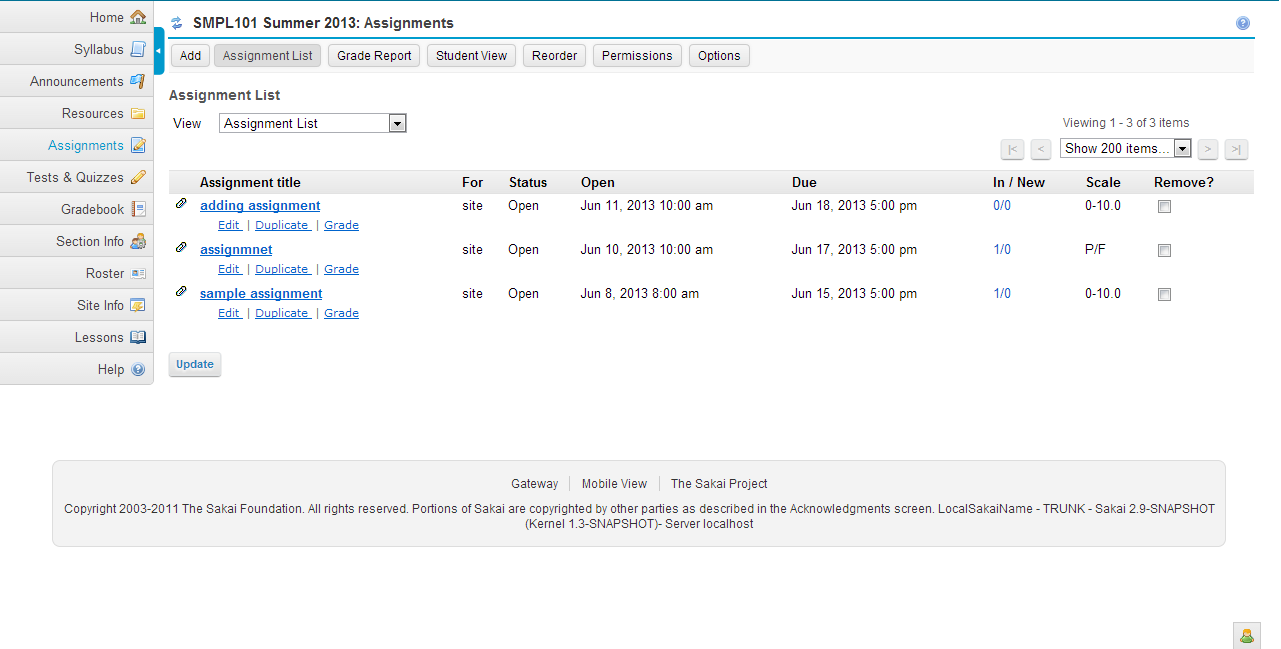 Home
Syllabus
Announcements
Resources
Assignments
Tests & Quizzes
Gradebook
Section Info
Roster
Site Info
Lessons
Help
SMPL101 Summer 2013: Assignments
Add Assignment List Grade Report Student View Reorder Permissions Options
Assignment List
View Assignment List
Viewing 1 - 3 of 3 items
|< < Show 200 items... > >|
Assignment title For Status Open Due In / New Scale Remove?
adding assignment site Open Jun 11, 2013 10:00 am Jun 18, 2013 5:00 pm 0/0 0-10.0
Edit | Duplicate | Grade
assignmnet site Open Jun 10, 2013 10:00 am Jun 17, 2013 5:00 pm 1/0 P/F
Edit | Duplicate | Grade
sample assignment site Open Jun 8, 2013 8:00 am Jun 15, 2013 5:00 pm 1/0 0-10.0
Edit | Duplicate | Grade
Update
Gateway | Mobile View | The Sakai Project
Copyright 2003-2011 The Sakai Foundation. All rights reserved. Portions of Sakai are copyrighted by other parties as described in the Acknowledgments screen. LocalSakaiName - TRUNK - Sakai 2.9-SNAPSHOT
(Kernel 1.3-SNAPSHOT)- Server localhost